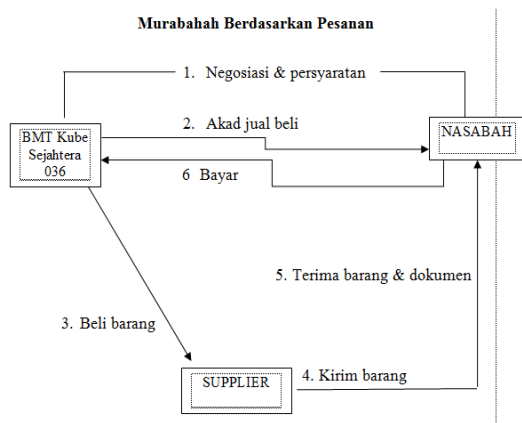 Murabahah Berdasarkan Pesanan
1. Negosiasi & persyaratan
2. Akad jual beli
BMT Kube
Sejahtera
036
NASABAH
6 Bayar
5. Terima barang & dokumen
3. Beli barang
SUPPLIER
4. Kirim barang